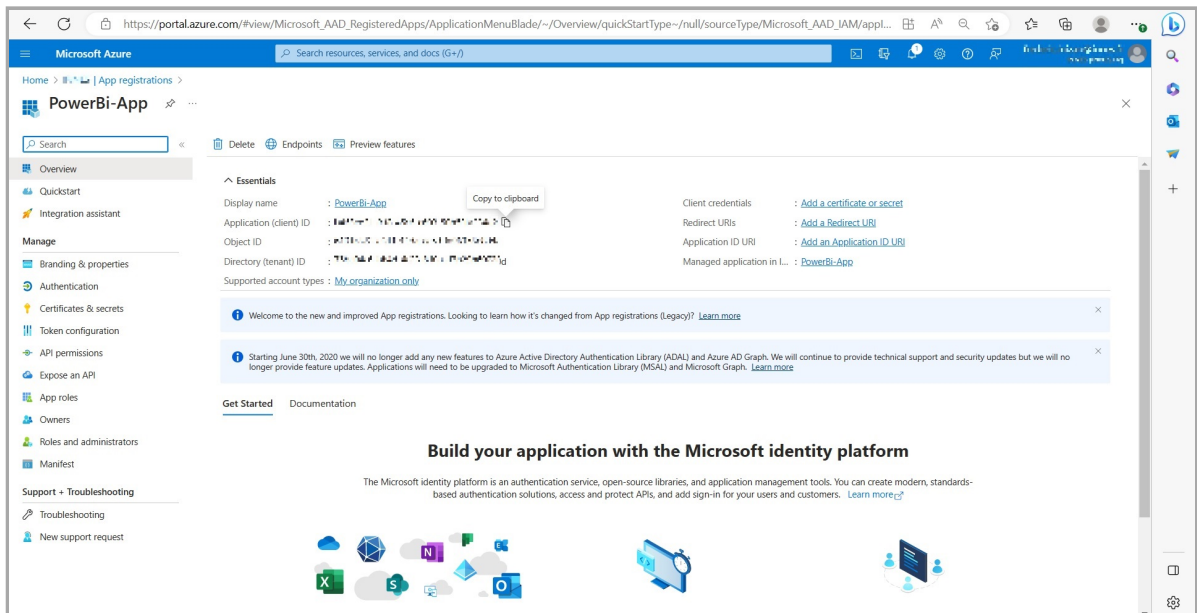 https://portal.azure.com/#view/Microsoft_AAD_RegisteredApps/ApplicationMenuBlade/~/Overview/quickStartType~/null/sourceType/Microsoft_AAD_IAM/appl...
Microsoft Azure
Search resources, services, and docs (G+/)
1
Home > | App registrations >
PowerBi-App
Search
Delete
Endpoints
Preview features
Overview
Quickstart
Integration assistant
Manage
Branding & properties
Authentication
Certificates & secrets
Token configuration
API permissions
Expose an API
App roles
Owners
Roles and administrators
Manifest
Support + Troubleshooting
Troubleshooting
New support request
Essentials
Copy to clipboard
Display name : PowerBi-App
Application (client) ID :
Object ID :
Directory (tenant) ID :
Supported account types : My organization only
Client credentials : Add a certificate or secret
Redirect URIs : Add a Redirect URI
Application ID URI : Add an Application ID URI
Managed application in l... : PowerBi-App
Welcome to the new and improved App registrations. Looking to learn how it's changed from App registrations (Legacy)? Learn more
Starting June 30th, 2020 we will no longer add any new features to Azure Active Directory Authentication Library (ADAL) and Azure AD Graph. We will continue to provide technical support and security updates but we will no
longer provide feature updates. Applications will need to be upgraded to Microsoft Authentication Library (MSAL) and Microsoft Graph. Learn more
Get Started
Documentation
Build your application with the Microsoft identity platform
The Microsoft identity platform is an authentication service, open-source libraries, and application management tools. You can create modern, standards-
based authentication solutions, access and protect APIs, and add sign-in for your users and customers. Learn more